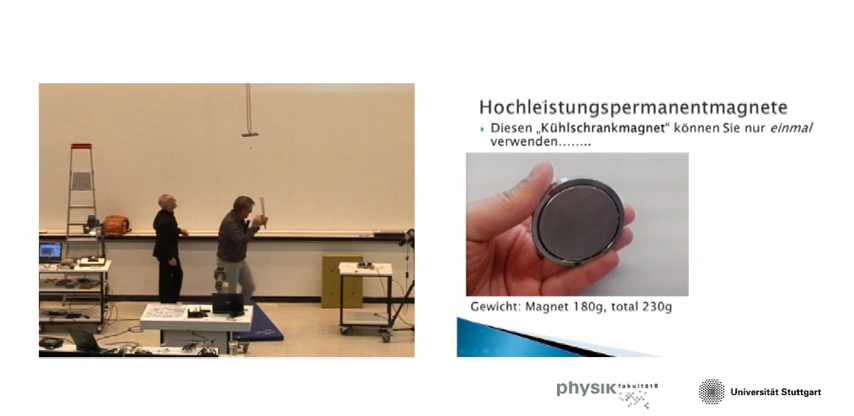 Hochleistungspermanentmagnete
Diesen „Kühlschrankmagnet“ können Sie nur einmal
verwenden……..
Gewicht: Magnet 180g, total 230g
physik fakultät8
Universität Stuttgart